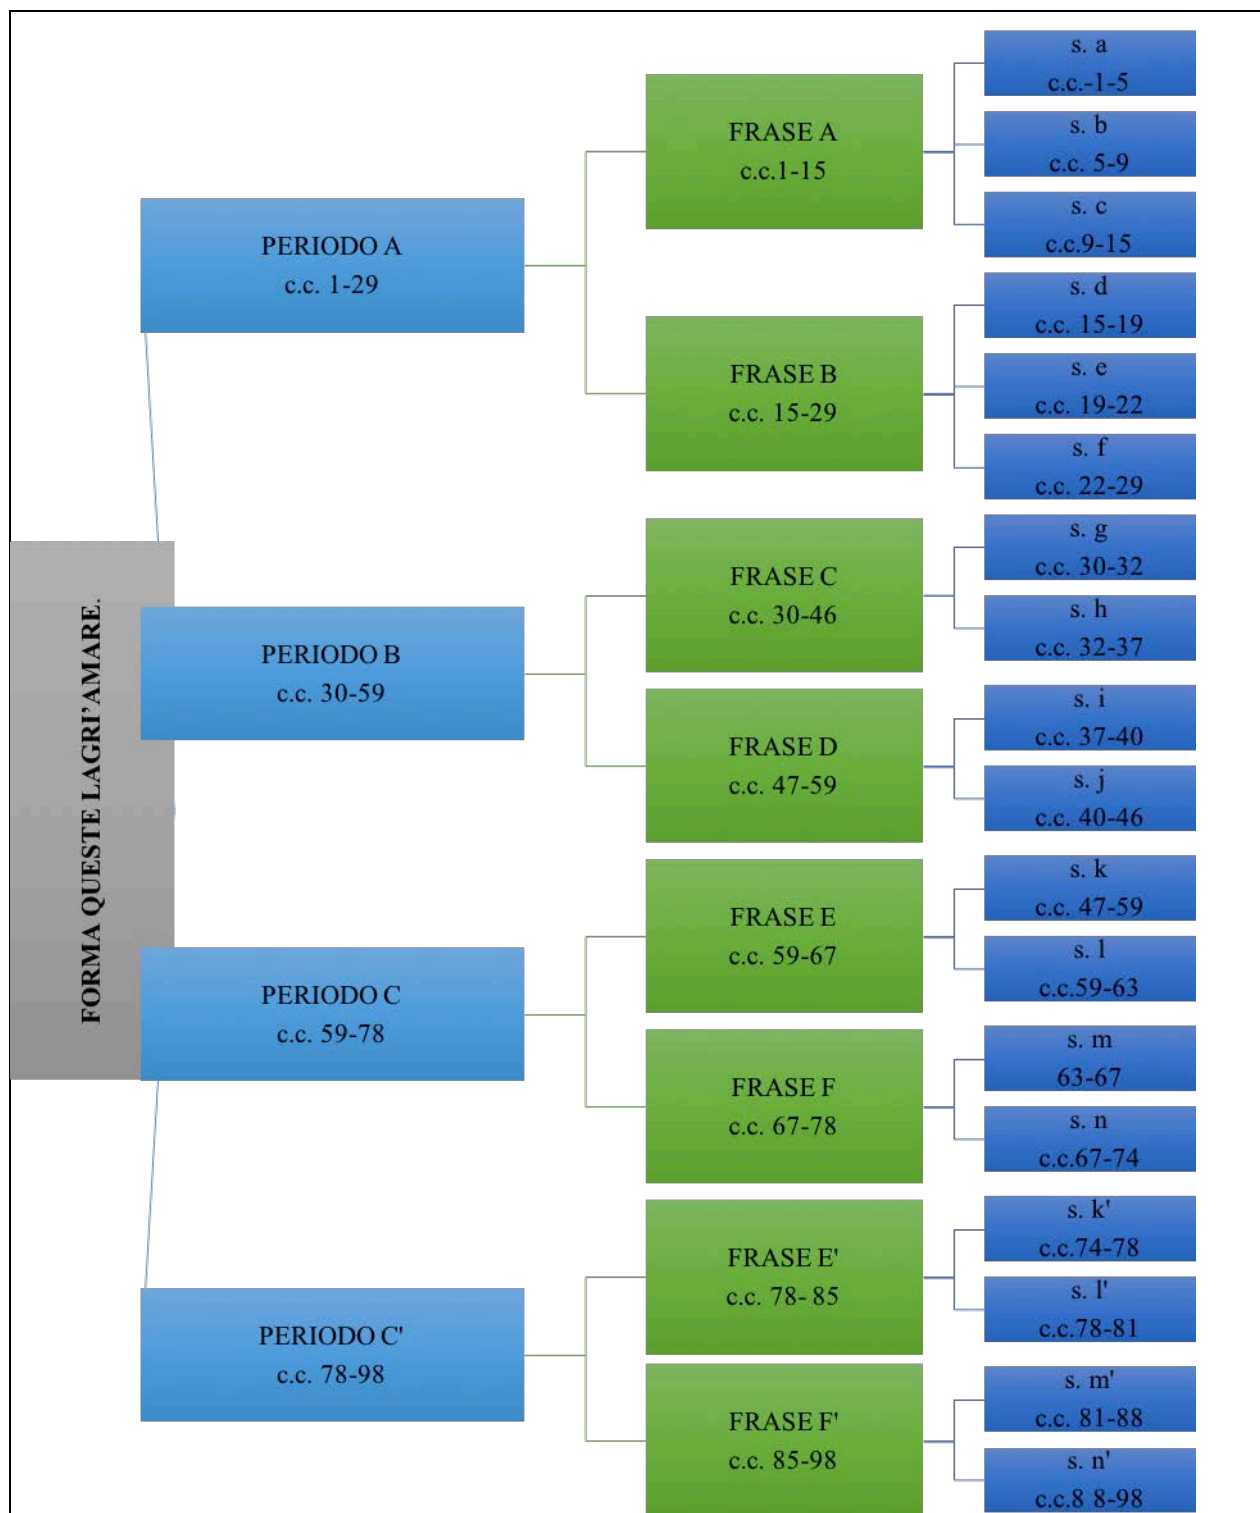 FORMA QUESTE LAGRI’AMARE.
PERIODO A
c.c. 1-29
FRASE A
c.c.1-15
s. a
c.c.-1-5
s. b
c.c. 5-9
s. c
c.c.9-15
FRASE B
c.c. 15-29
s. d
c.c. 15-19
s. e
c.c. 19-22
s. f
c.c. 22-29
PERIODO B
c.c. 30-59
FRASE C
c.c. 30-46
s. g
c.c. 30-32
s. h
c.c. 32-37
FRASE D
c.c. 47-59
s. i
c.c. 37-40
s. j
c.c. 40-46
PERIODO C
c.c. 59-78
FRASE E
c.c. 59-67
s. k
c.c. 47-59
s. l
c.c.59-63
FRASE F
c.c. 67-78
s. m
63-67
s. n
c.c.67-74
PERIODO C'
c.c. 78-98
FRASE E'
c.c. 78- 85
s. k'
c.c.74-78
s. l'
c.c.78-81
FRASE F'
c.c. 85-98
s. m'
c.c. 81-88
s. n'
c.c.8 8-98